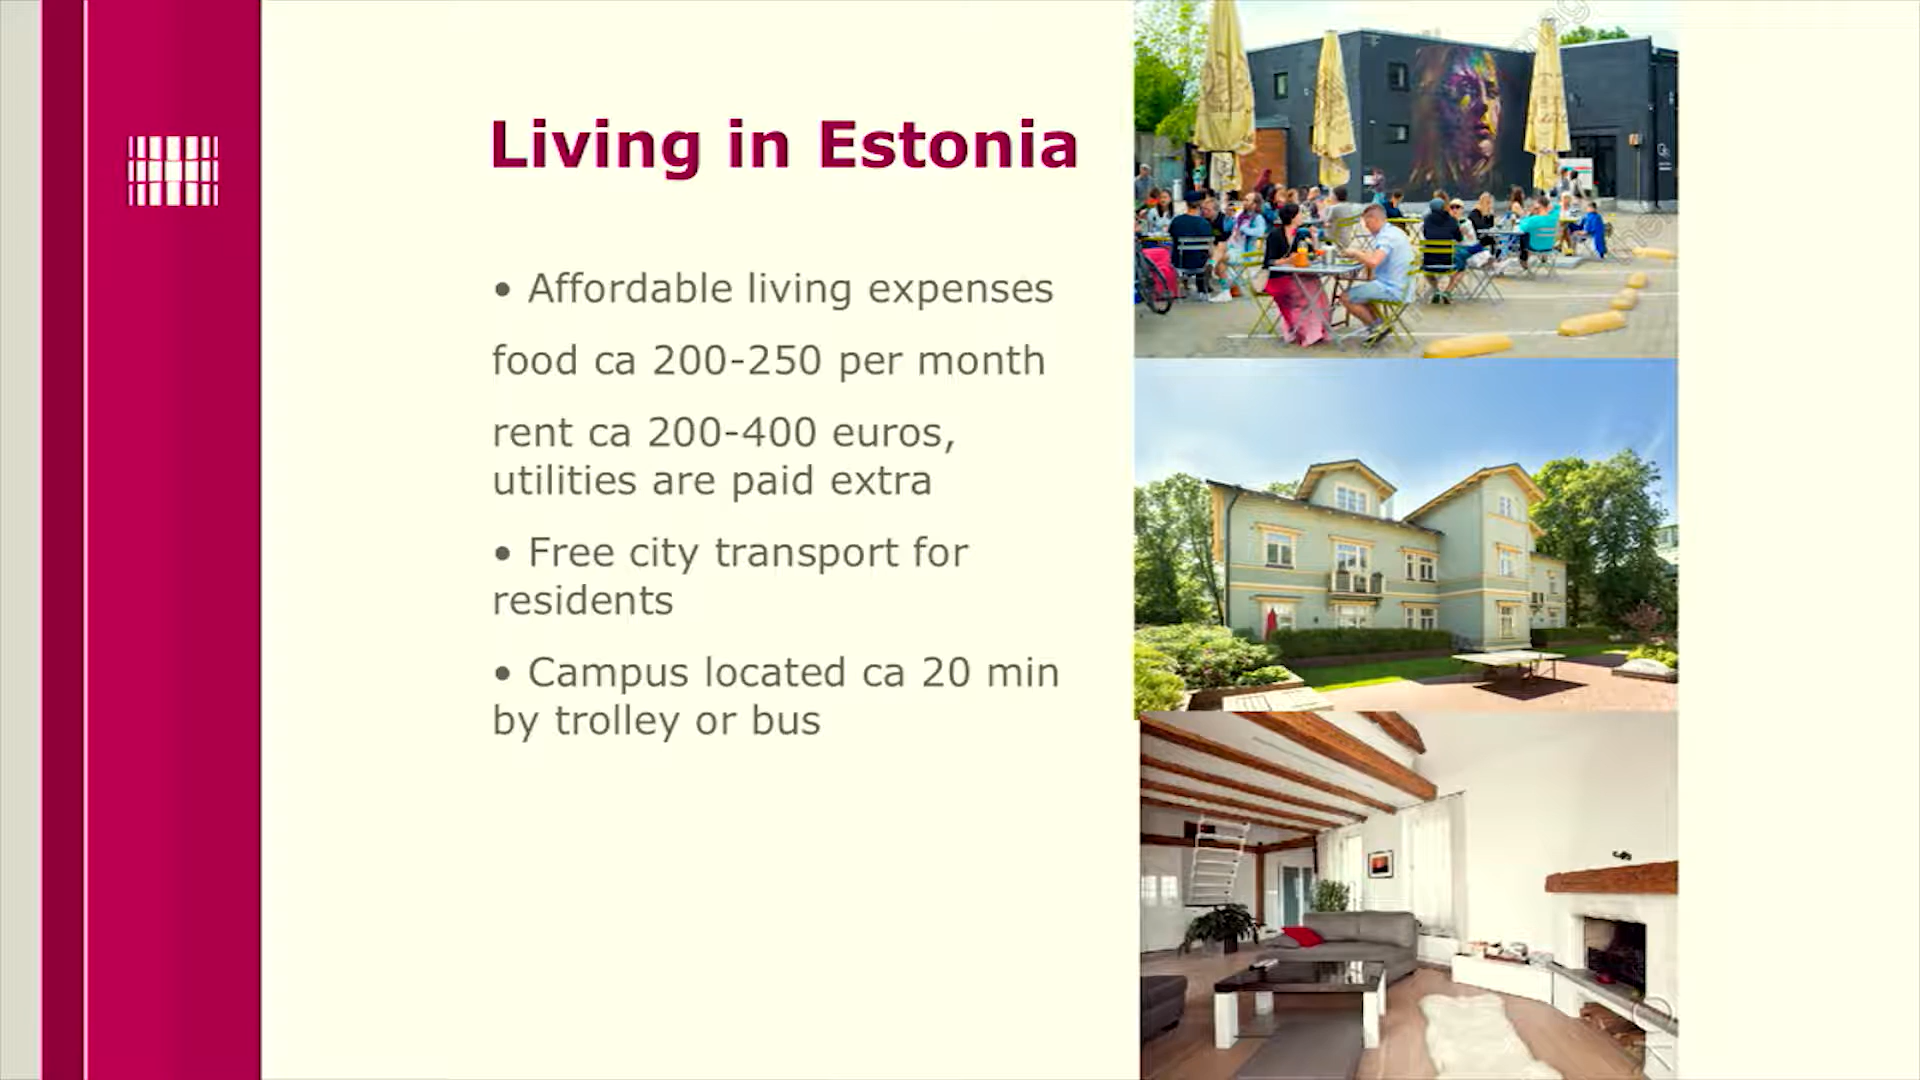 Living in Estonia
• Affordable living expenses
food ca 200-250 per month
rent ca 200-400 euros,
utilities are paid extra
• Free city transport for
residents
• Campus located ca 20 min
by trolley or bus